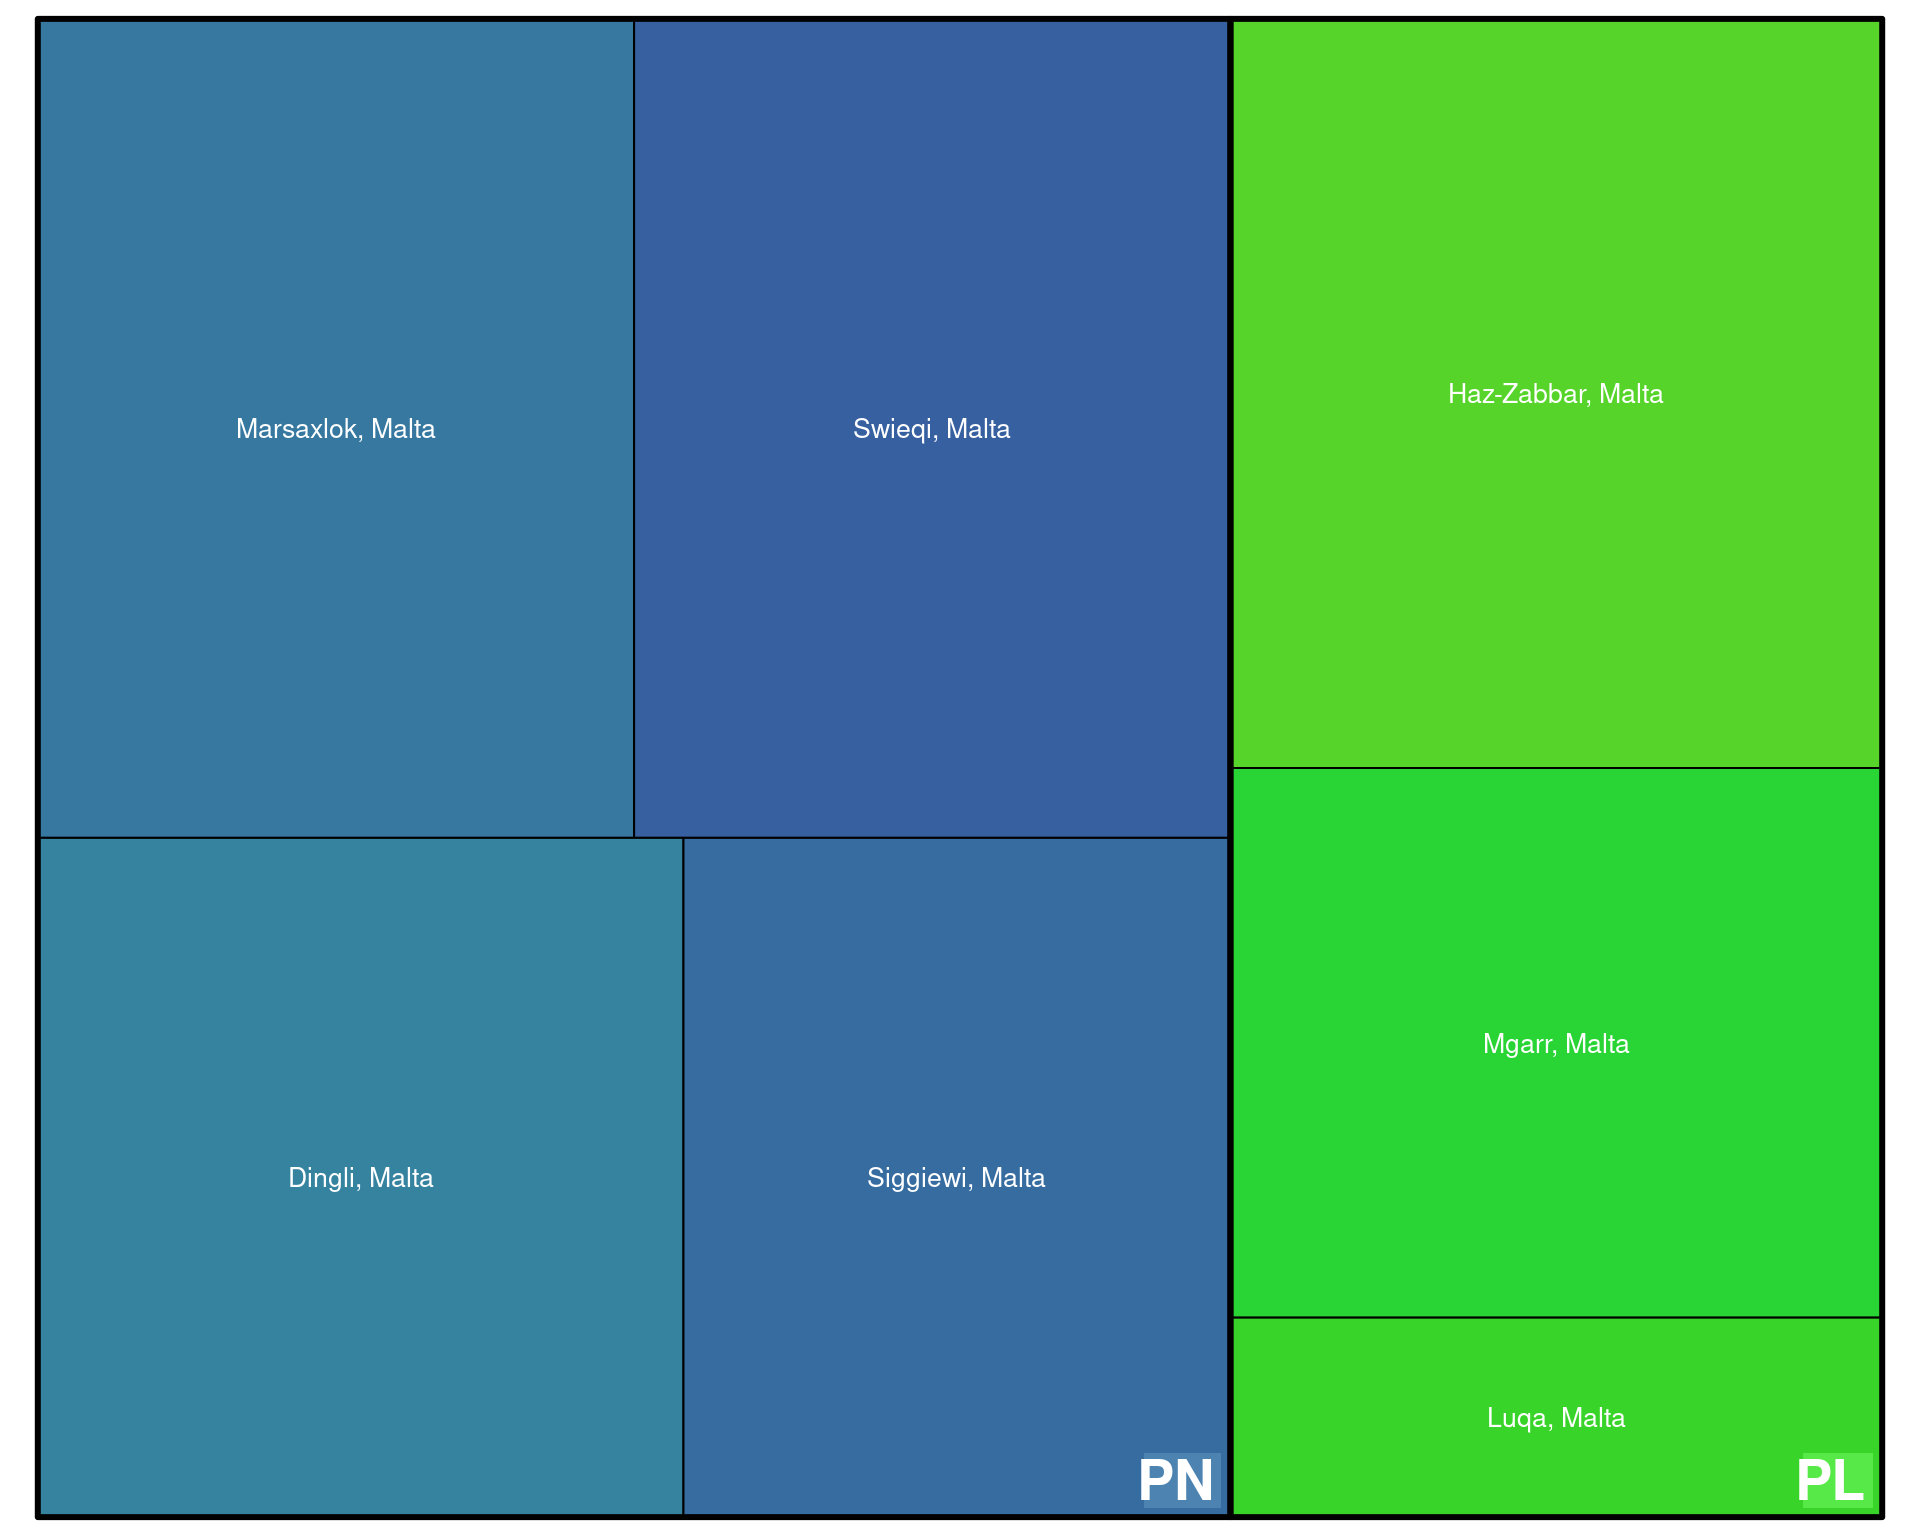 Marsaxlok, Malta
Swieqi, Malta
Haz-Zabbar, Malta
Dingli, Malta
Siggiewi, Malta
Mgarr, Malta
Luqa, Malta
PN
PL